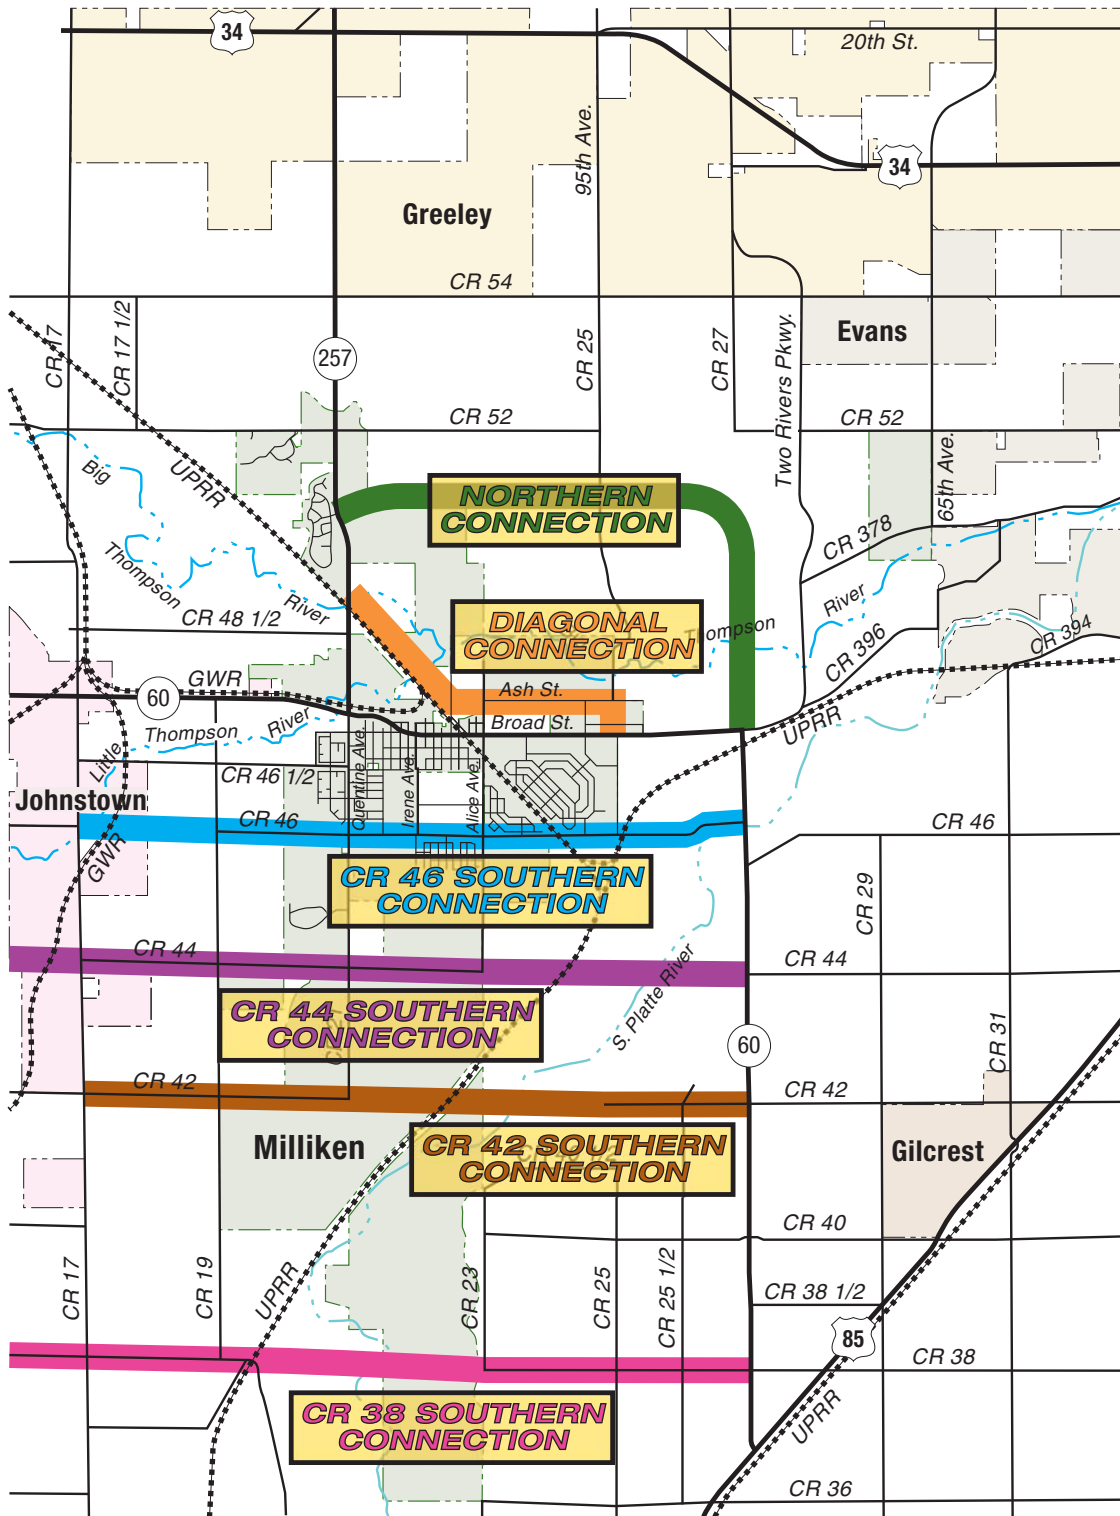 34
20th St.
34
95th Ave.
Greeley
CR 54
CR 17
CR 17 1/2
257
CR 25
CR 27
Two Rivers Pkwy.
Evans
CR 52
CR 52
65th Ave.
Big
UPRR
NORTHERN
CONNECTION
CR 378
Thompson
River
CR 48 1/2
DIAGONAL
CONNECTION
Thompson
River
CR 396
CR 394
GWR
60
Ash St.
Broad St.
UPRR
Thompson
River
Little
CR 46 1/2
Quentine Ave.
Irene Ave.
Alice Ave.
Johnstown
CR 46
CR 46
GWR
CR 46 SOUTHERN
CONNECTION
CR 29
CR 44
CR 44
S. Platte River
CR 44 SOUTHERN
CONNECTION
CR 21
60
CR 31
CR 42
CR 42
Milliken
CR 42 SOUTHERN
CONNECTION
Gilcrest
CR 40
CR 17
CR 19
UPRR
CR 23
CR 25
CR 25 1/2
CR 38 1/2
85
CR 38
CR 38 SOUTHERN
CONNECTION
UPRR
CR 36